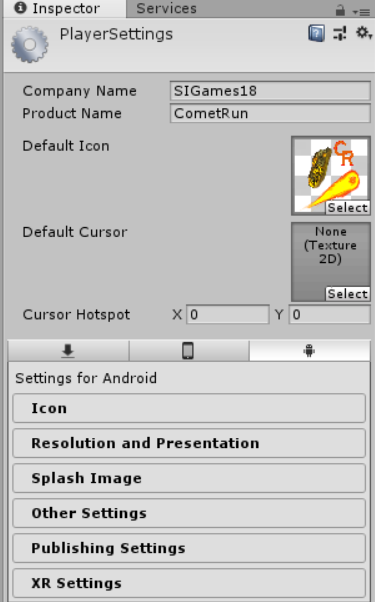 Inspector Services
PlayerSettings
Company Name SIGames18
Product Name CometRun
Default Icon
CR
Select
Default Cursor
None
(Texture
2D)
Select
Cursor Hotspot X 0 Y 0
Settings for Android
Icon
Resolution and Presentation
Splash Image
Other Settings
Publishing Settings
XR Settings